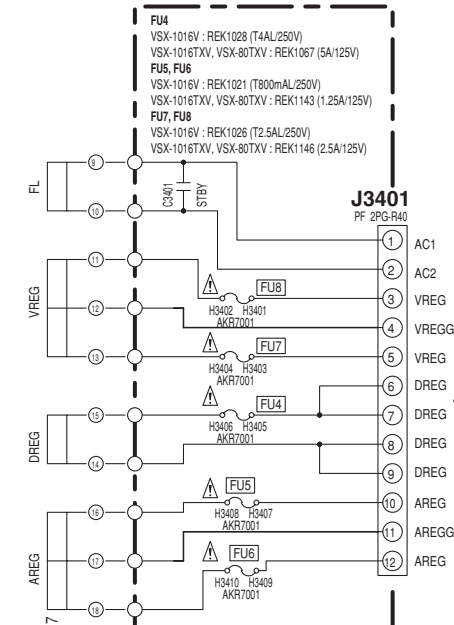 FU4
VSX-1016V : REK1028 (T4AL/250V)
VSX-1016TXV, VSX-80TXV : REK1067 (5A/125V)
FU5, FU6
VSX-1016V : REK1021 (T800mAL/250V)
VSX-1016TXV, VSX-80TXV : REK1143 (1.25A/125V)
FU7, FU8
VSX-1016V : REK1026 (T2.5AL/250V)
VSX-1016TXV, VSX-80TXV : REK1146 (2.5A/125V)
FL
9
10
C3401
STBY
J3401
PF 2PG-R40
1 AC1
2 AC2
VREG
11
12
13
FU8
H3402 H3401
AKR7001
3 VREG
4 VREGG
FU7
H3404 H3403
AKR7001
5 VREG
DREG
15
14
FU4
H3406 H3405
AKR7001
6 DREG
7 DREG
8 DREG
9 DREG
AREG
16
17
18
FU5
H3408 H3407
AKR7001
10 AREG
11 AREGG
FU6
H3410 H3409
AKR7001
12 AREG
7